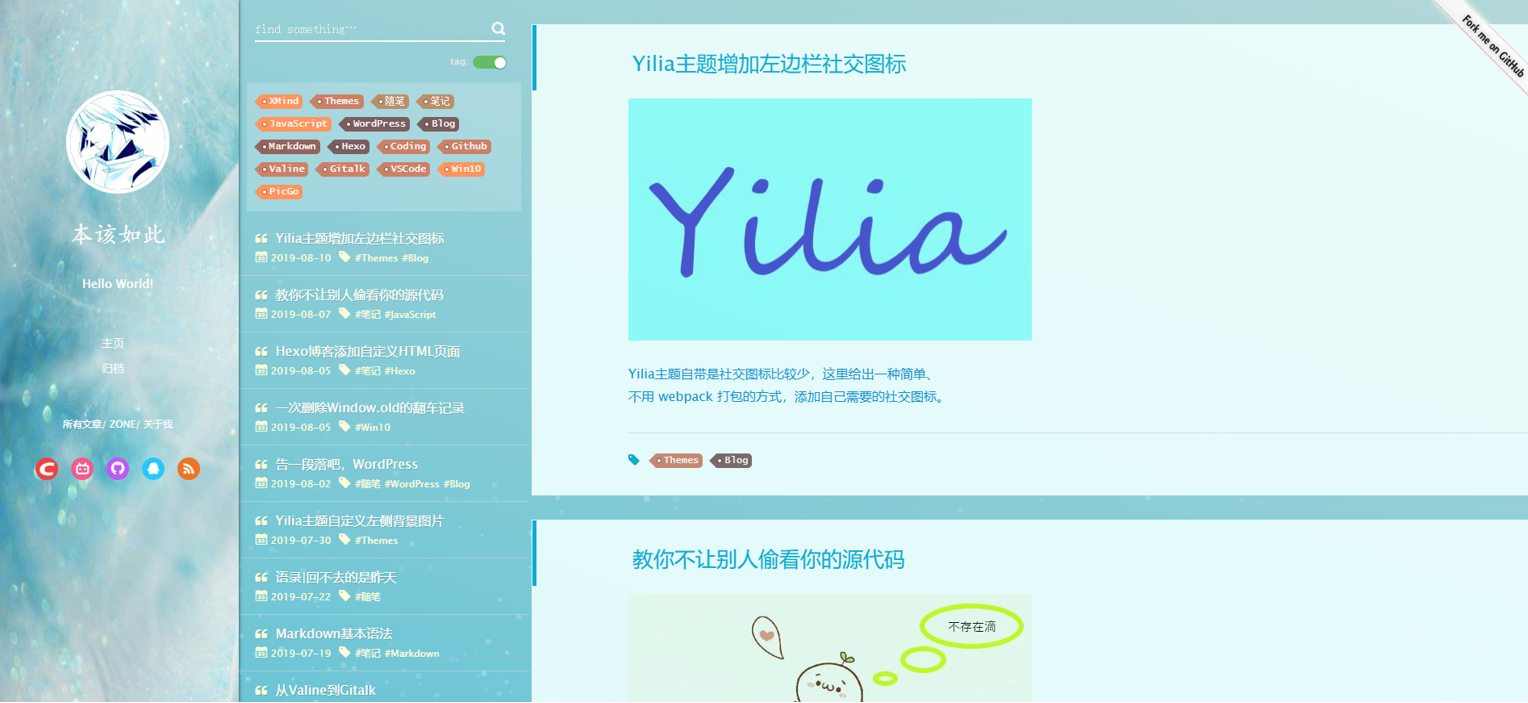 本该如此
Hello World!
主页
归档
所有文章/ ZONE/ 关于我
find something…
tag:
XMind Themes 随笔 笔记
JavaScript WordPress Blog
Markdown Hexo Coding Github
Valine Gitalk VSCode Win10
PicGo
Yilia主题增加左边栏社交图标
2019-08-10 #Themes #Blog
教你不让别人偷看你的源代码
2019-08-07 #笔记 #JavaScript
Hexo博客添加自定义HTML页面
2019-08-05 #笔记 #Hexo
一次删除Window.old的翻车记录
2019-08-05 #Win10
告一段落吧，WordPress
2019-08-02 #随笔 #WordPress #Blog
Yilia主题自定义左侧背景图片
2019-07-30 #Themes
语录|回不去的是昨天
2019-07-22 #随笔
Markdown基本语法
2019-07-19 #笔记 #Markdown
从Valine到Gitalk
Yilia主题增加左边栏社交图标
Yilia
Yilia主题自带是社交图标比较少，这里给出一种简单、
不用 webpack 打包的方式，添加自己需要的社交图标。
Themes Blog
教你不让别人偷看你的源代码
不存在滴
Fork me on GitHub